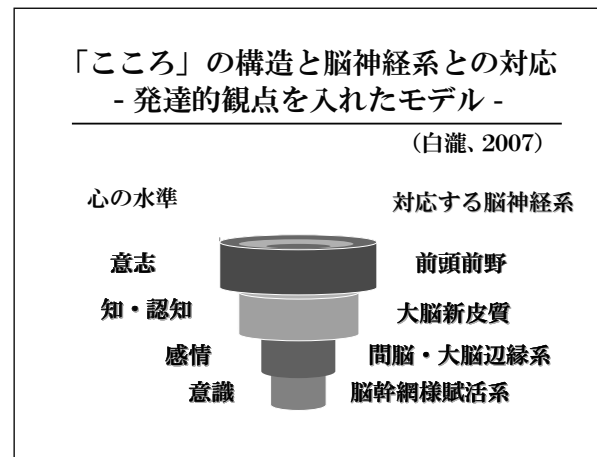 「こころ」の構造と脳神経系との対応
- 発達的観点を入れたモデル -
（白瀧、2007）
心の水準
対応する脳神経系
意志
前頭前野
知・認知
大脳新皮質
感情
間脳・大脳辺縁系
意識
脳幹網様賦活系